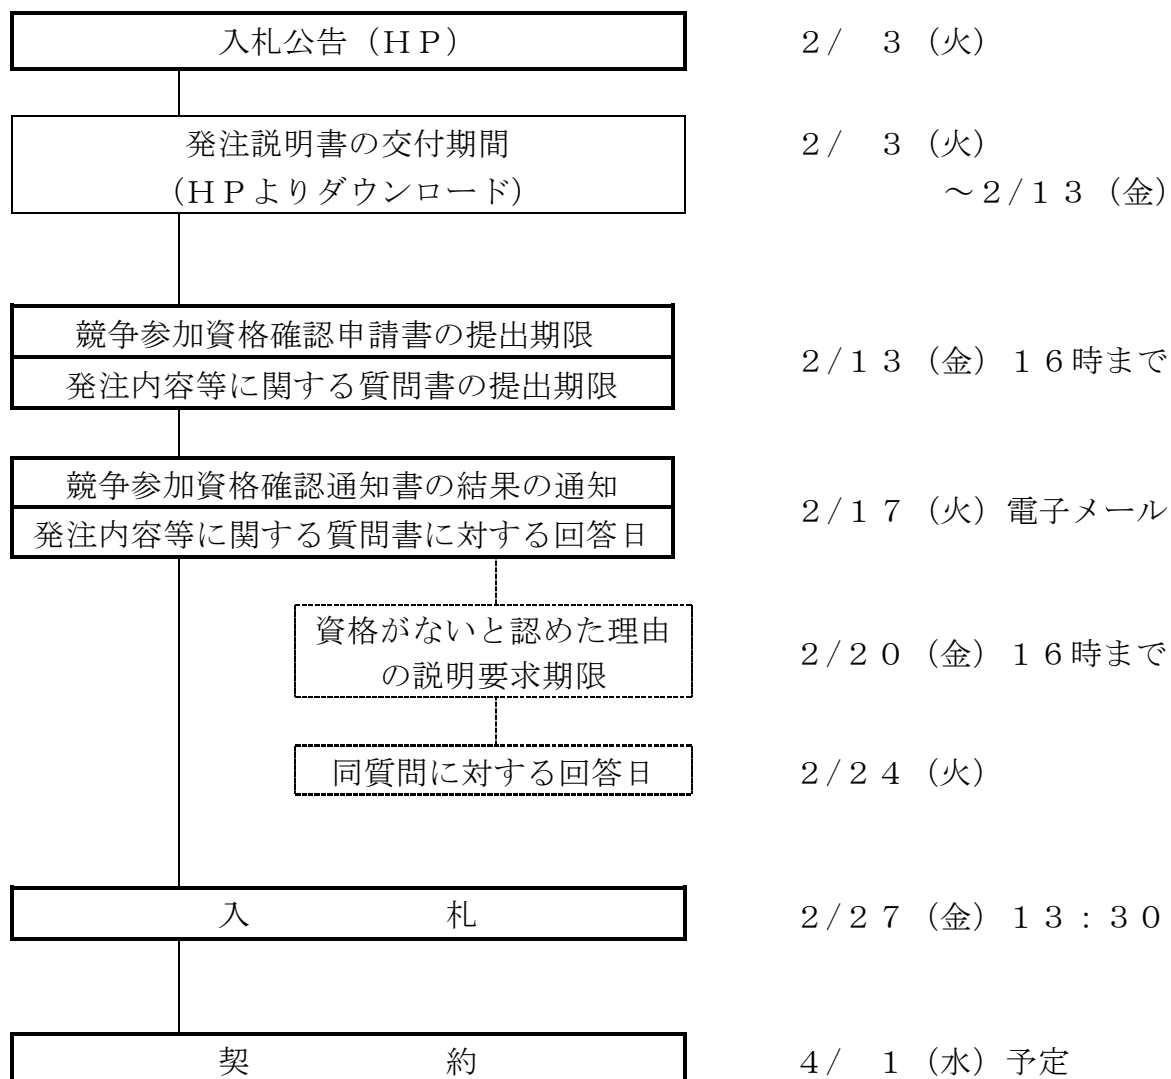 入札公告（ＨＰ） ２/　３（火）
発注説明書の交付期間 ２/　３（火）
（ＨＰよりダウンロード） ～２/１３（金）
競争参加資格確認申請書の提出期限
２/１３（金）１６時まで
発注内容等に関する質問書の提出期限
競争参加資格確認通知書の結果の通知
２/１７（火）電子メール
発注内容等に関する質問書に対する回答日
資格がないと認めた理由
２/２０（金）１６時まで
の説明要求期限
同質問に対する回答日 ２/２４（火）
入　　　　　札 ２/２７（金）１３：３０
契　　　　　約 ４/　１（水）予定